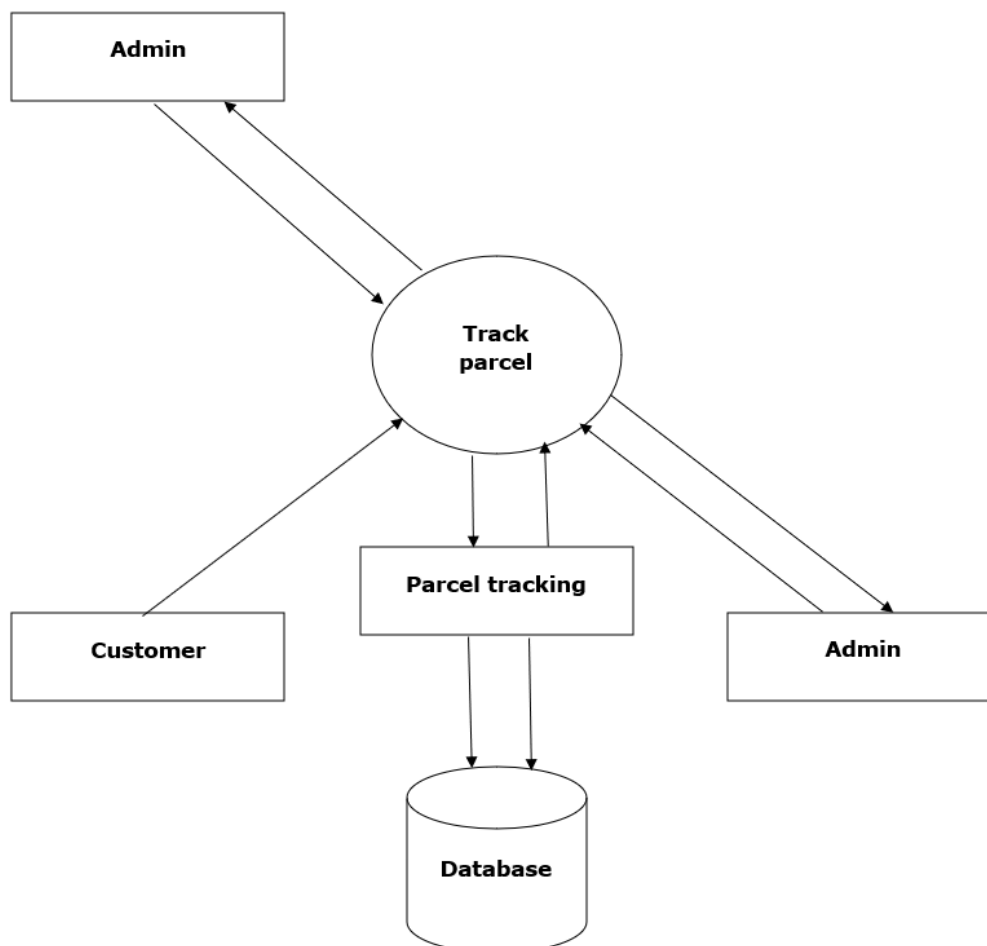 Admin
Track
parcel
Parcel tracking
Customer
Admin
Database